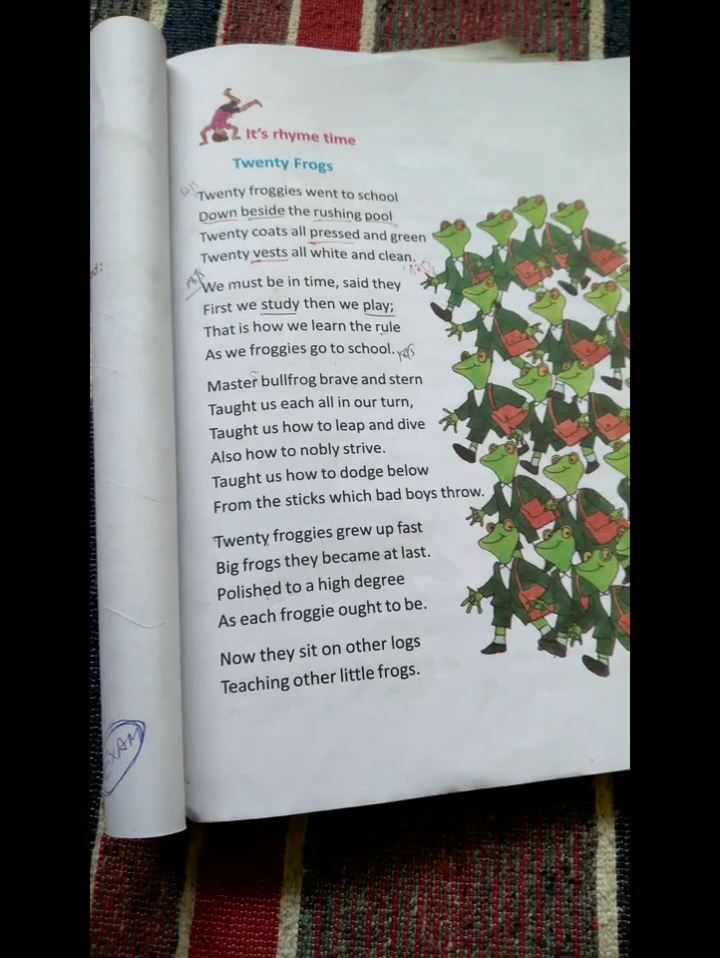 It's rhyme time
Twenty Frogs
Twenty froggies went to school
Down beside the rushing pool
Twenty coats all pressed and green
Twenty vests all white and clean.
We must be in time, said they
First we study then we play;
That is how we learn the rule
As we froggies go to school.
Master bullfrog brave and stern
Taught us each all in our turn,
Taught us how to leap and dive
Also how to nobly strive.
Taught us how to dodge below
From the sticks which bad boys throw.
Twenty froggies grew up fast
Big frogs they became at last.
Polished to a high degree
As each froggie ought to be.
Now they sit on other logs
Teaching other little frogs.
EXAM